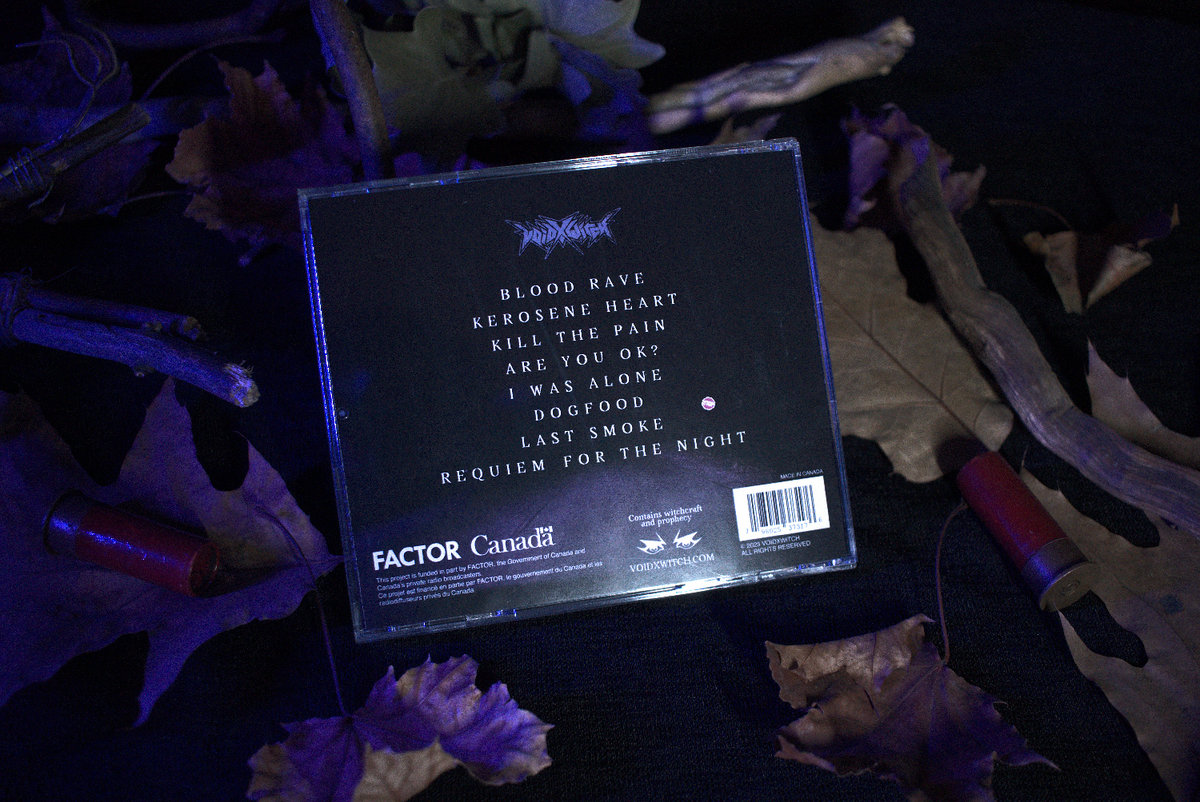 VOIDXWITCH
BLOOD RAVE
KEROSENE HEART
KILL THE PAIN
ARE YOU OK?
I WAS ALONE
DOGFOOD
LAST SMOKE
REQUIEM FOR THE NIGHT
FACTOR Canada
This project is funded in part by FACTOR, the Government of Canada and
Canada's private radio broadcasters.
Ce projet est financé en partie par FACTOR, le gouvernement du Canada et les
radiodiffuseurs privés du Canada
Contains witchcraft
and prophecy
VOIDXWITCH.COM
MADE IN CANADA
© 2023 VOIDXWITCH
ALL RIGHTS RESERVED